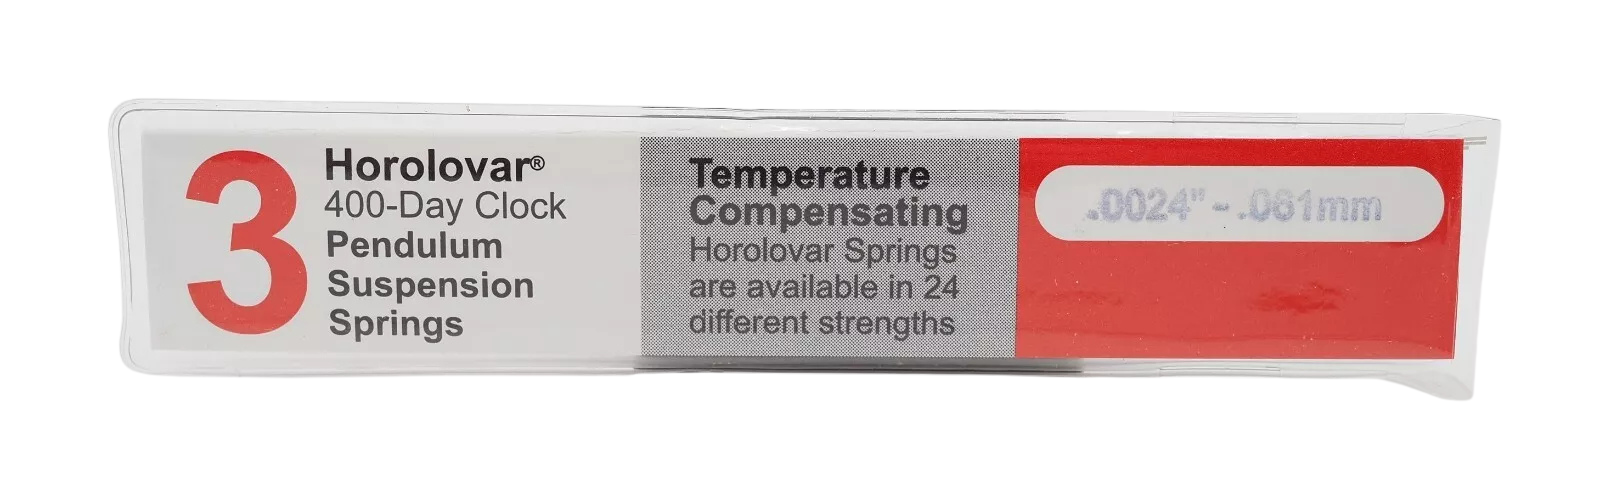 3
Horolovar®
400-Day Clock
Pendulum
Suspension
Springs
Temperature
Compensating
Horolovar Springs
are available in 24
different strengths
.0024" - .061mm